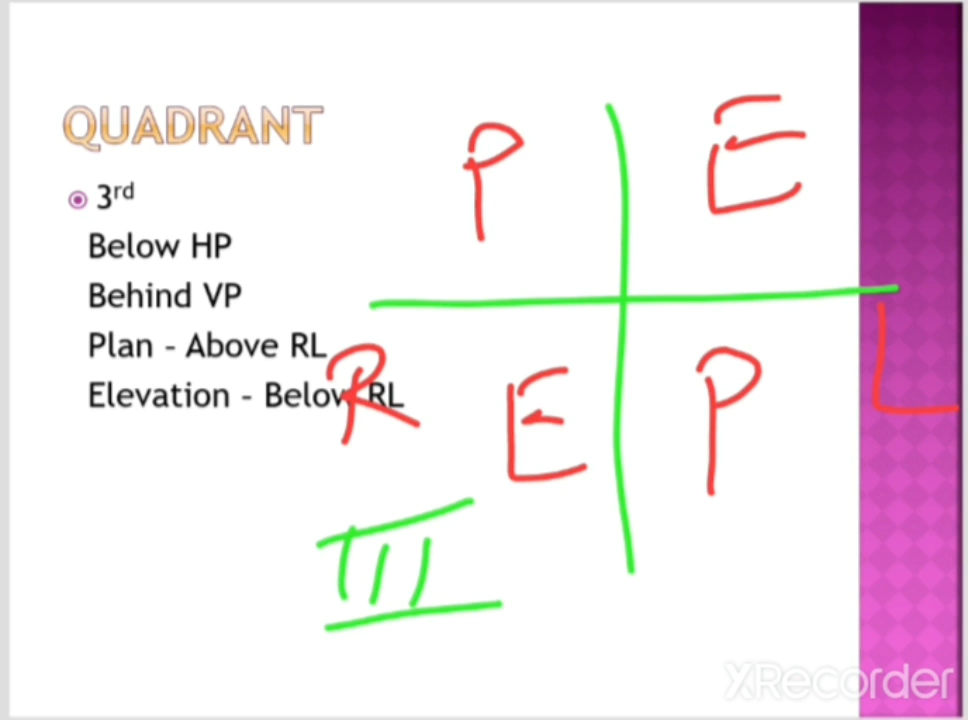 QUADRANT
3rd
Below HP
Behind VP
Plan - Above RL
Elevation - Below RL
P E
R E P L
III
XRecorder